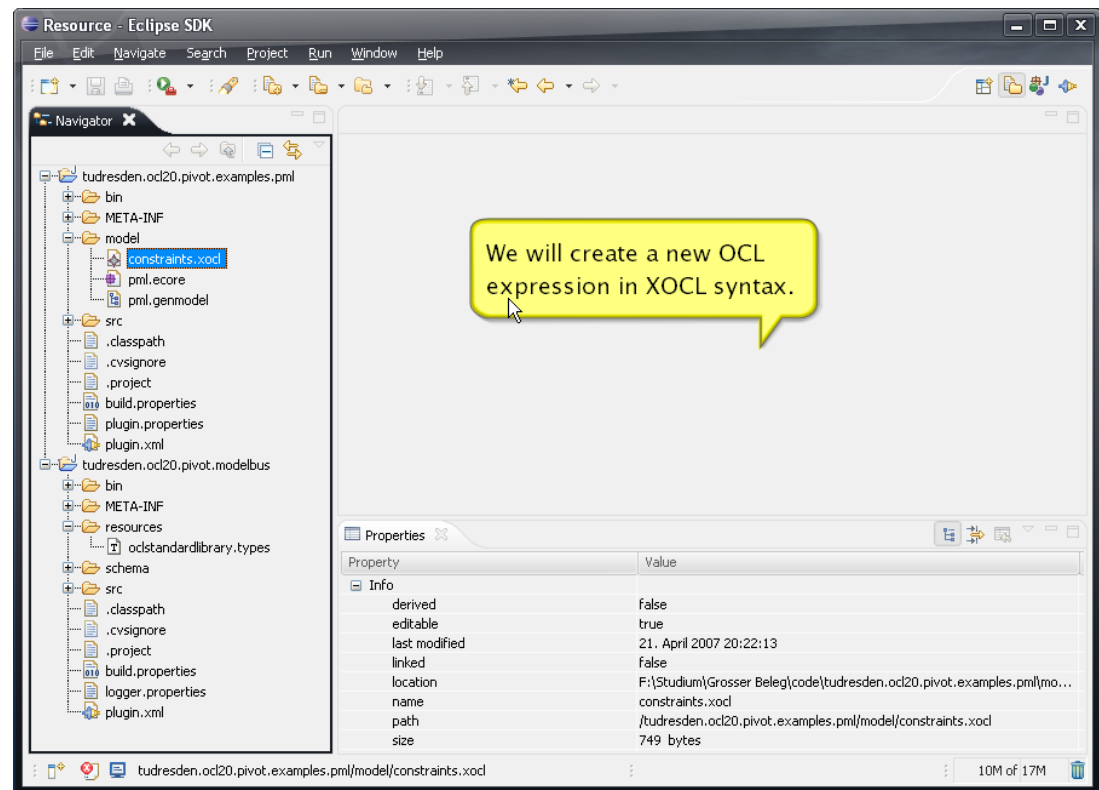 Resource - Eclipse SDK
File Edit Navigate Search Project Run Window Help
Navigator
tudresden.ocl20.pivot.examples.pml
bin
META-INF
model
constraints.xocl
pml.ecore
pml.genmodel
src
.classpath
.cvsignore
.project
build.properties
plugin.properties
plugin.xml
tudresden.ocl20.pivot.modelbus
bin
META-INF
resources
oclstandardlibrary.types
schema
src
.classpath
.cvsignore
.project
build.properties
logger.properties
plugin.xml
We will create a new OCL
expression in XOCL syntax.
Properties
Property Value
Info
derived false
editable true
last modified 21. April 2007 20:22:13
linked false
location F:\Studium\Grosser Beleg\code\tudresden.ocl20.pivot.examples.pml\mo...
name constraints.xocl
path /tudresden.ocl20.pivot.examples.pml/model/constraints.xocl
size 749 bytes
tudresden.ocl20.pivot.examples.pml/model/constraints.xocl
10M of 17M